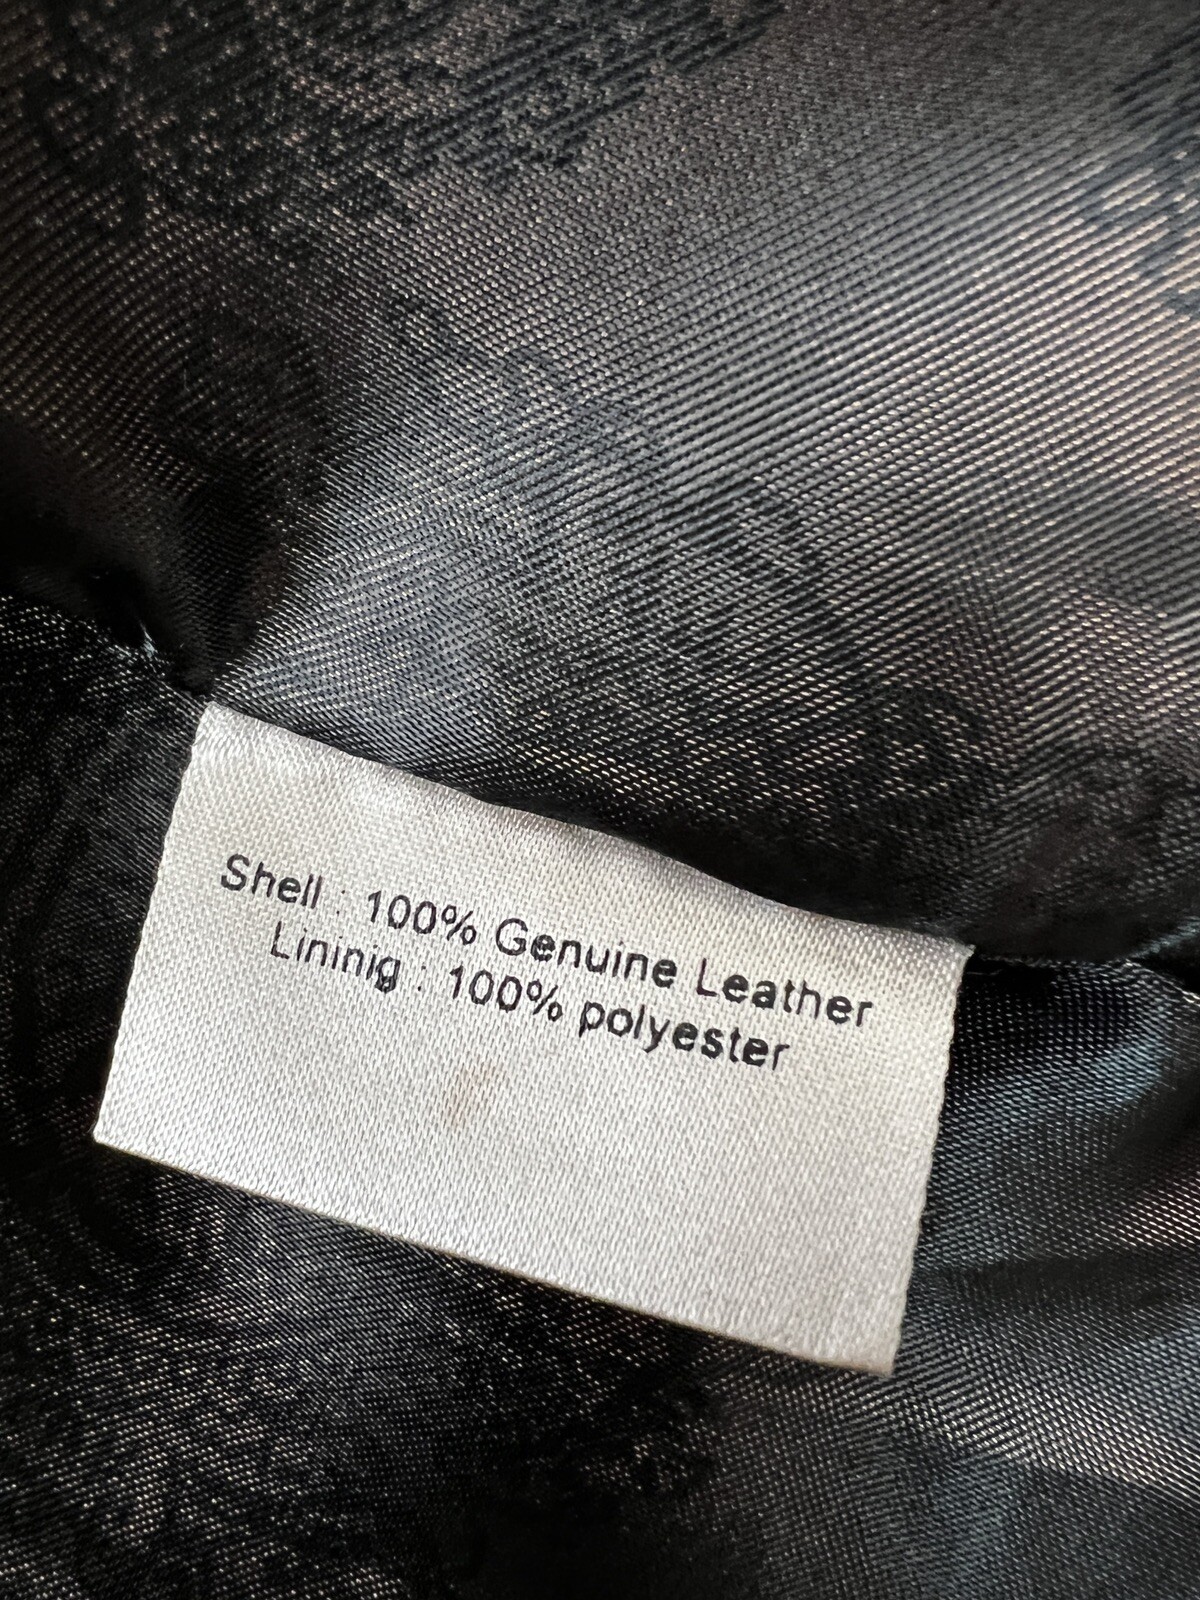 Shell : 100% Genuine Leather
Lininig : 100% polyester